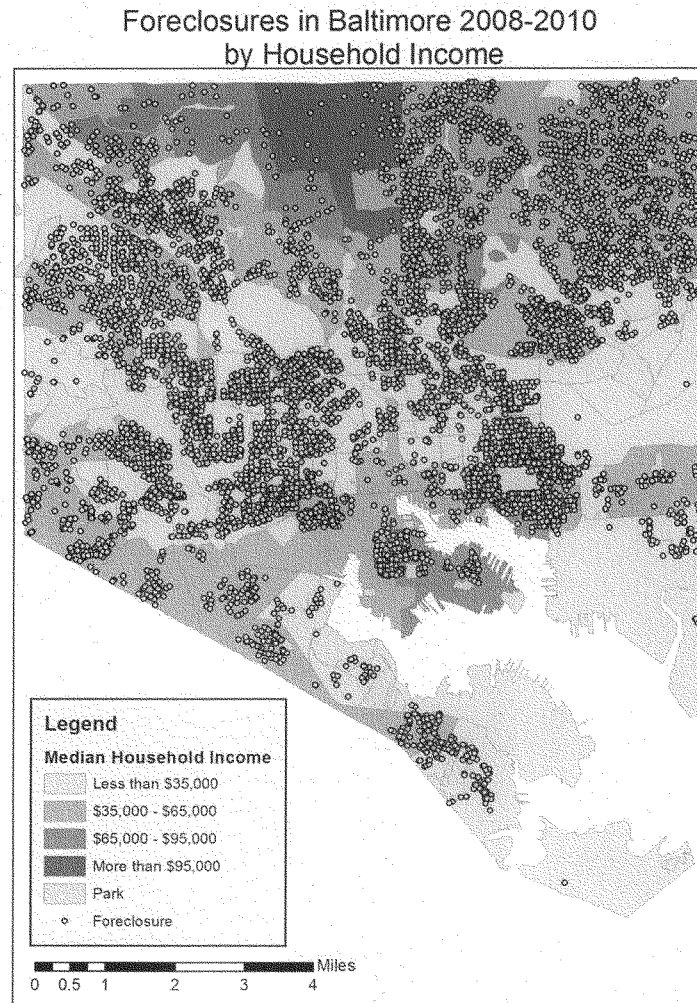 Foreclosures in Baltimore 2008-2010
by Household Income
Legend
Median Household Income
Less than $35,000
$35,000 - $65,000
$65,000 - $95,000
More than $95,000
Park
Foreclosure
Miles
0 0.5 1 2 3 4